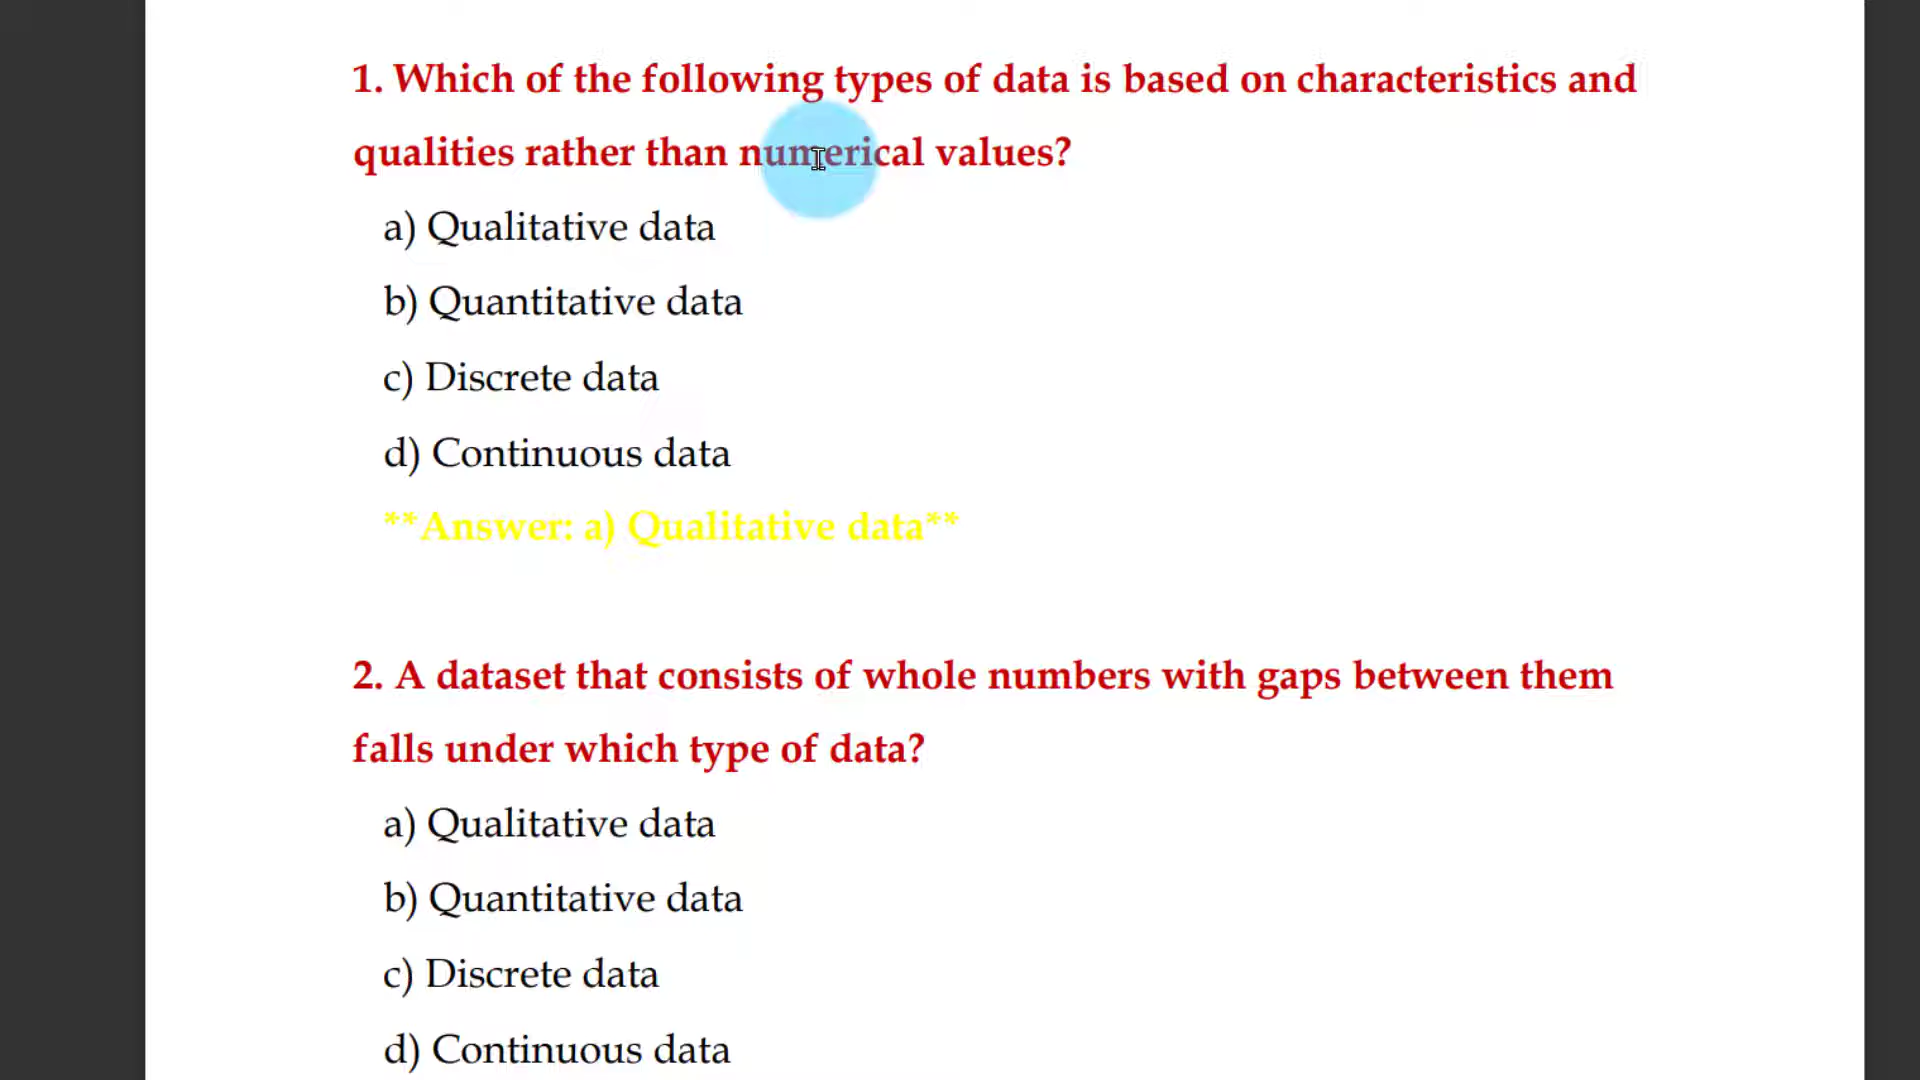 1. Which of the following types of data is based on characteristics and
qualities rather than numerical values?
a) Qualitative data
b) Quantitative data
c) Discrete data
d) Continuous data
**Answer: a) Qualitative data**
2. A dataset that consists of whole numbers with gaps between them
falls under which type of data?
a) Qualitative data
b) Quantitative data
c) Discrete data
d) Continuous data